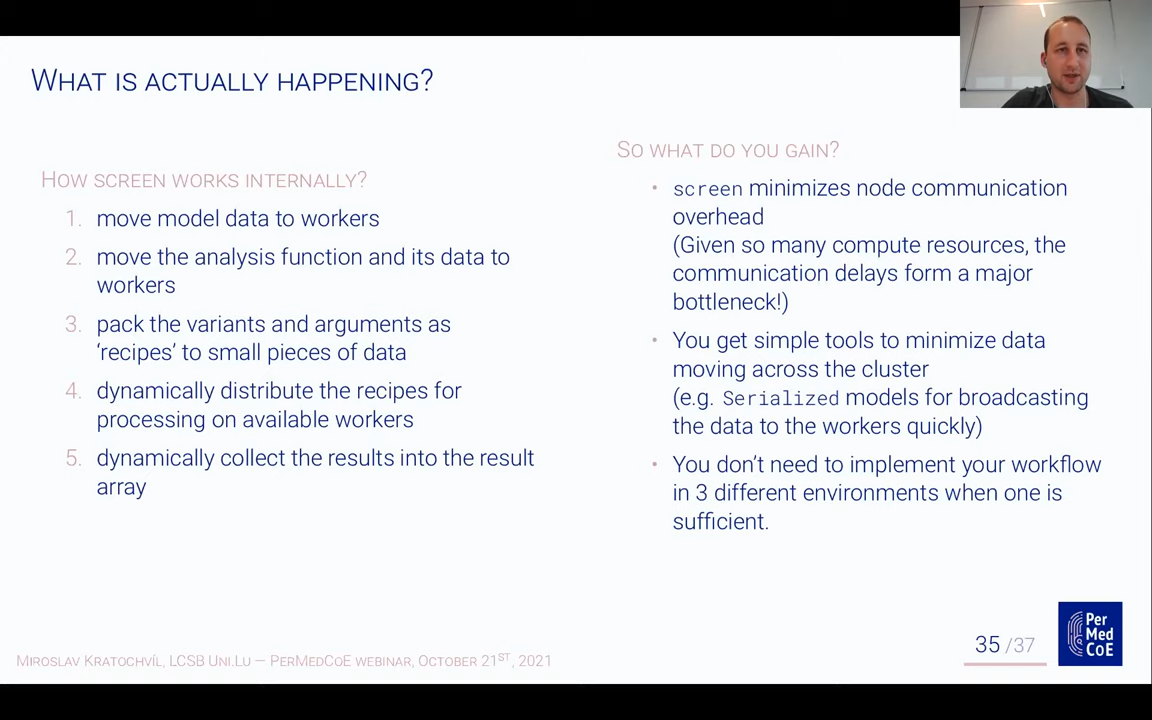 What is actually happening?
How screen works internally?
1. move model data to workers
2. move the analysis function and its data to
workers
3. pack the variants and arguments as
‘recipes’ to small pieces of data
4. dynamically distribute the recipes for
processing on available workers
5. dynamically collect the results into the result
array
So what do you gain?
• screen minimizes node communication
overhead
(Given so many compute resources, the
communication delays form a major
bottleneck!)
• You get simple tools to minimize data
moving across the cluster
(e.g. Serialized models for broadcasting
the data to the workers quickly)
• You don’t need to implement your workflow
in 3 different environments when one is
sufficient.
Miroslav Kratochvíl, LCSB Uni.Lu — PerMedCoE webinar, October 21st, 2021
35 /37
Per
Med
CoE